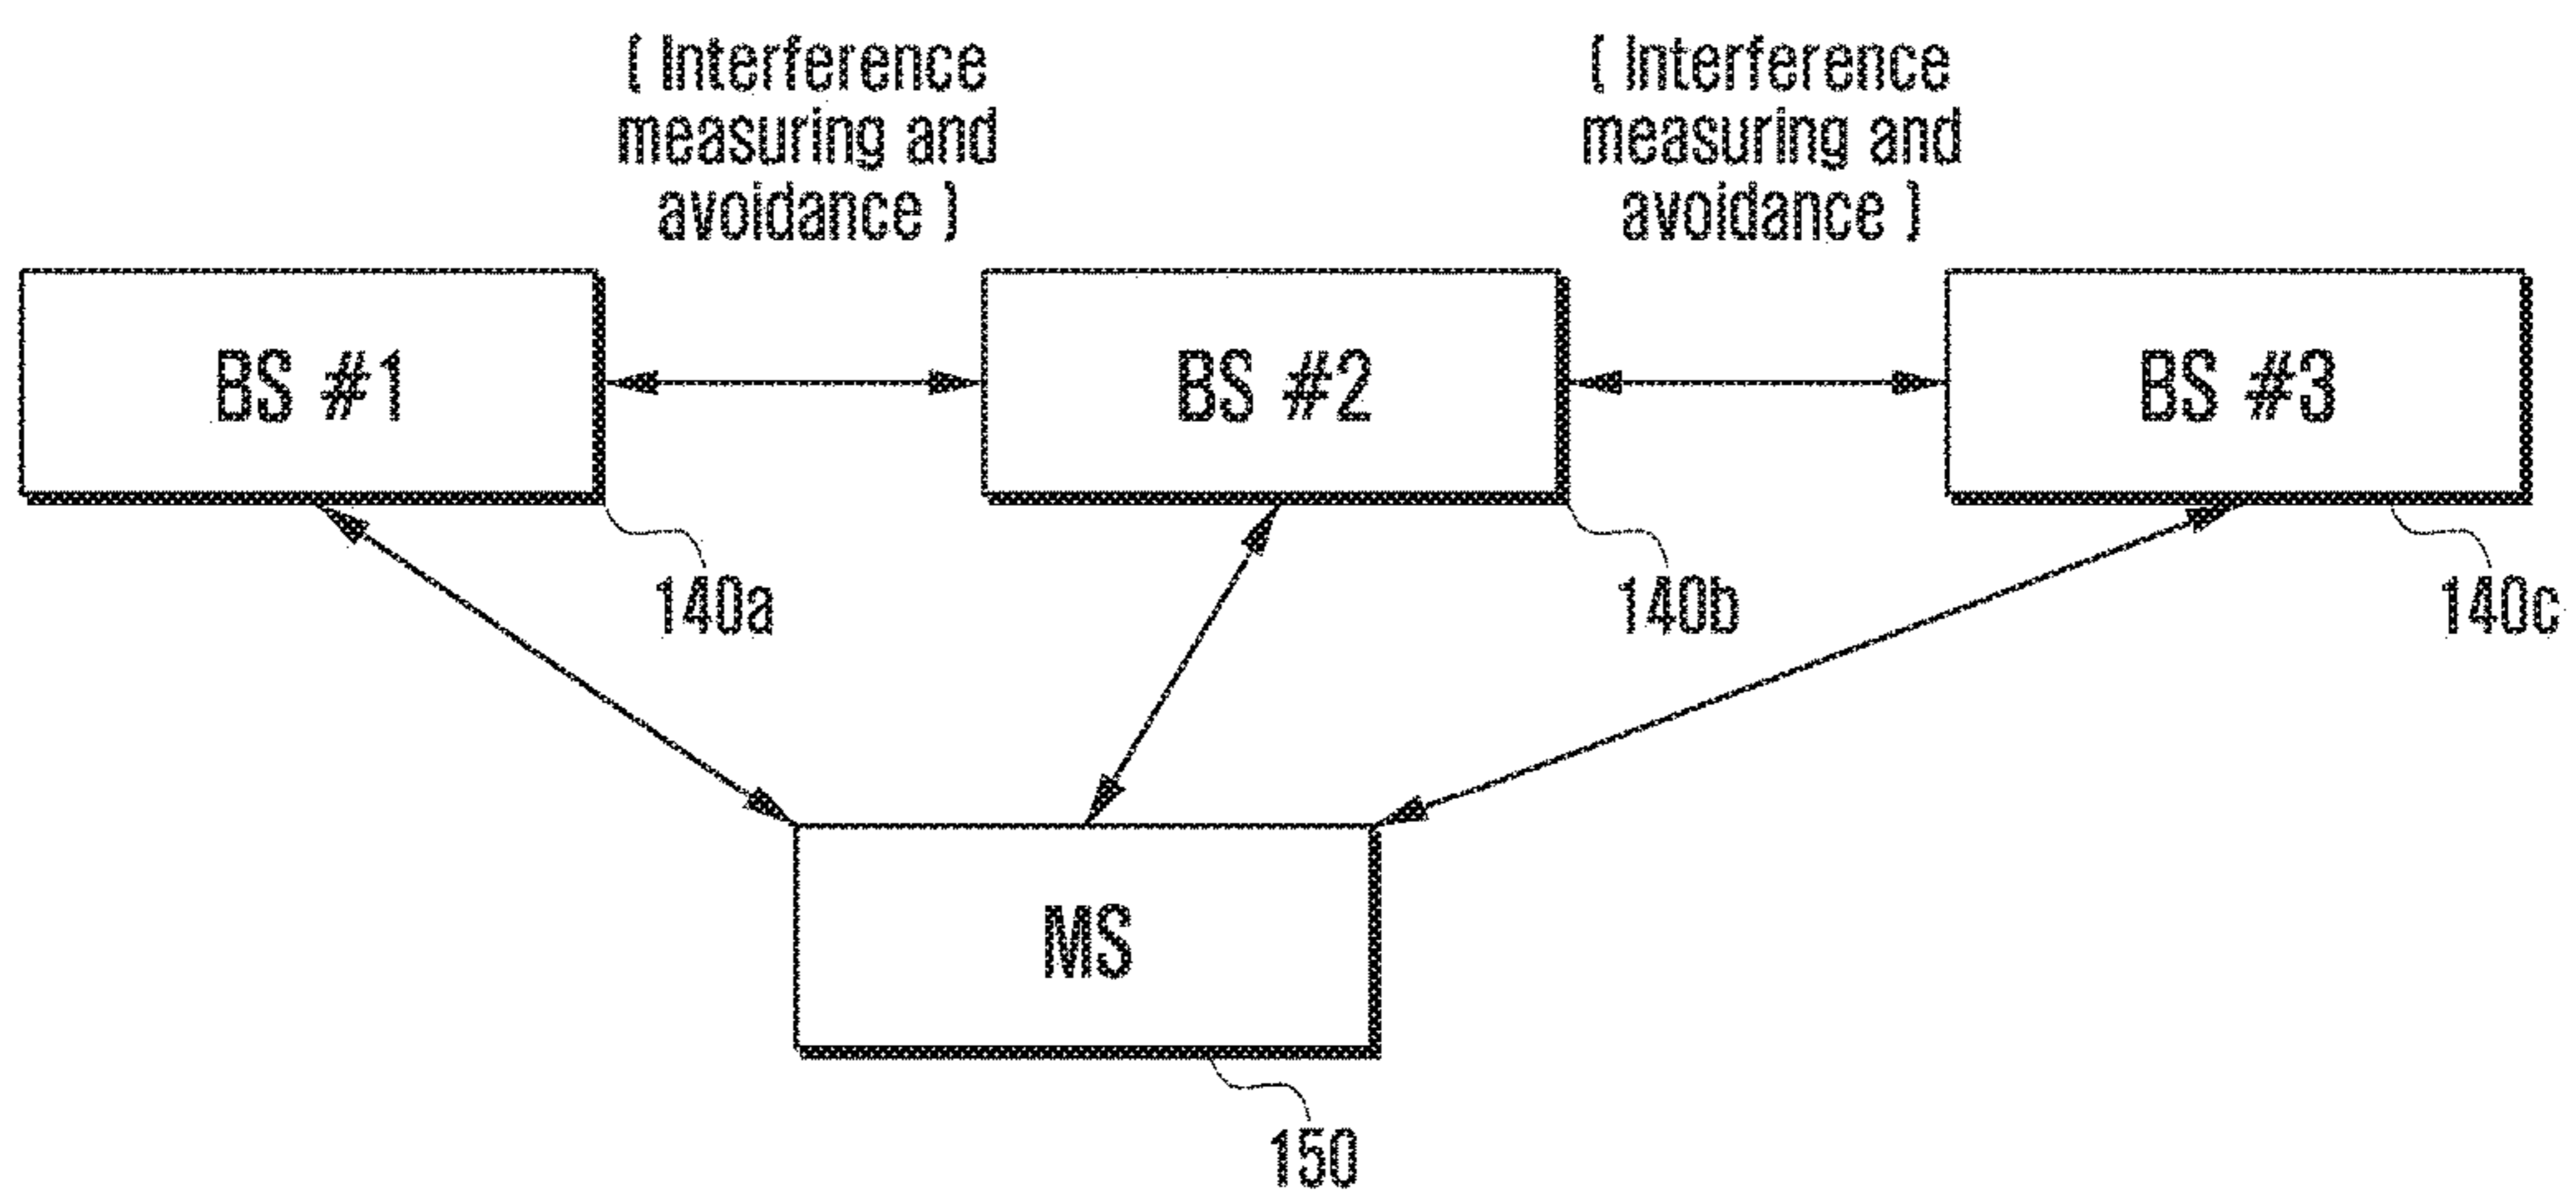 ( Interference
measuring and
avoidance )
( Interference
measuring and
avoidance )
BS #1
BS #2
BS #3
140a
140b
140c
MS
150